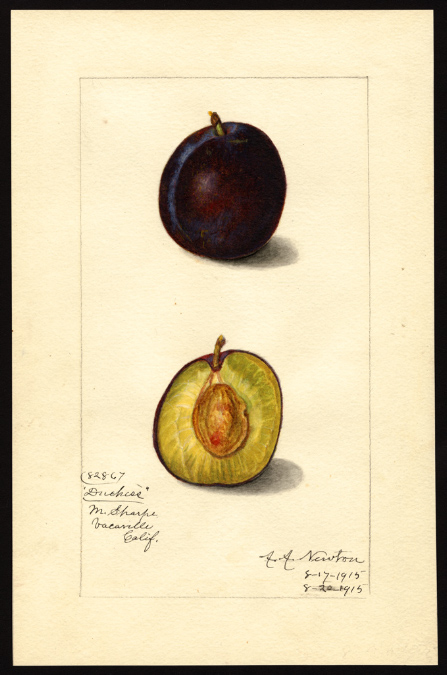 82867
"Duchess"
M. Sharpe
Vacaville
Calif.
A. A. Newton
8-17-1915
8-20-1915